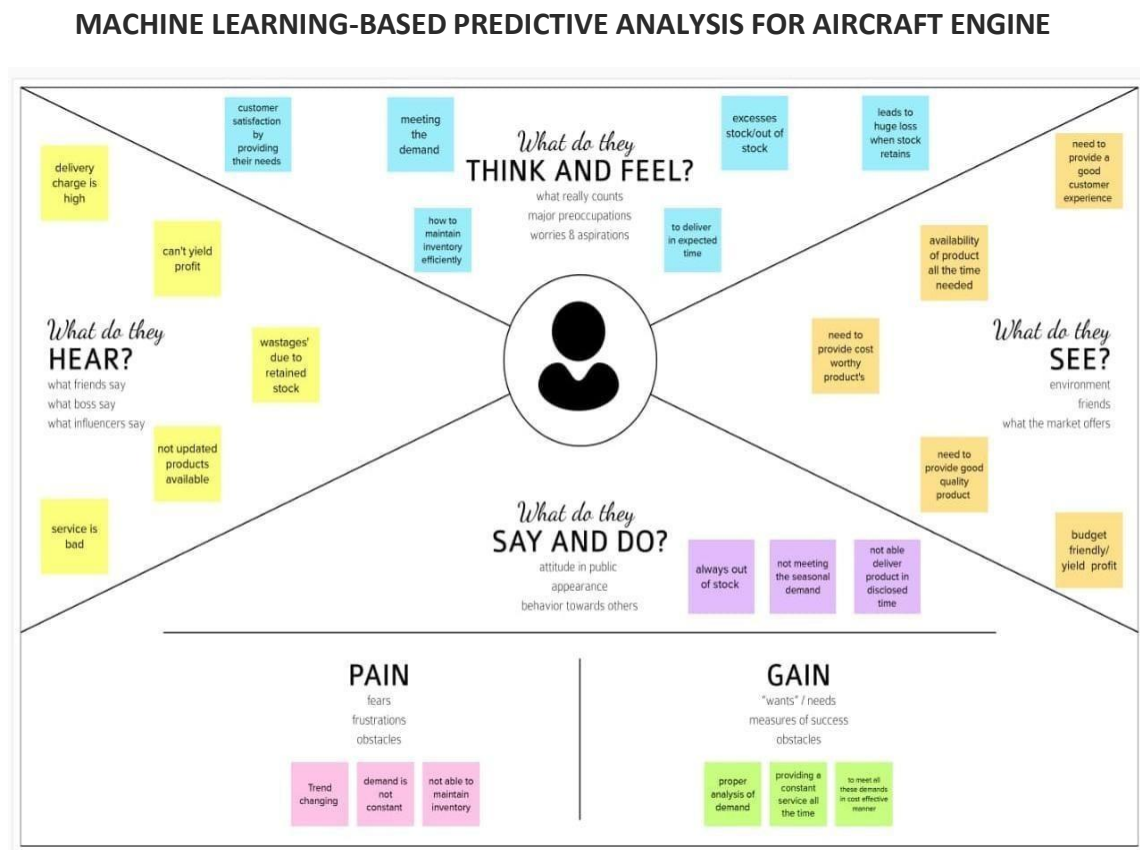 MACHINE LEARNING-BASED PREDICTIVE ANALYSIS FOR AIRCRAFT ENGINE
customer
satisfaction
by
providing
their needs
meeting
the
demand
What do they
THINK AND FEEL?
what really counts
major preoccupations
worries & aspirations
excesses
stock/out of
stock
leads to
huge loss
when stock
retains
how to
maintain
inventory
efficiently
to deliver
in expected
time
delivery
charge is
high
can't yield
profit
What do they
HEAR?
what friends say
what boss say
what influencers say
wastages'
due to
retained
stock
not updated
products
available
service is
bad
need to
provide a
good
customer
experience
availability
of product
all the time
needed
need to
provide cost
worthy
product's
What do they
SEE?
environment
friends
what the market offers
need to
provide good
quality
product
budget
friendly/
yield profit
What do they
SAY AND DO?
attitude in public
appearance
behavior towards others
always out
of stock
not meeting
the seasonal
demand
not able
deliver
product in
disclosed
time
PAIN
fears
frustrations
obstacles
Trend
changing
demand is
not
constant
not able to
maintain
inventory
GAIN
"wants" / needs
measures of success
obstacles
proper
analysis of
demand
providing a
constant
service all
the time
to meet all
these demands
in cost effective
manner